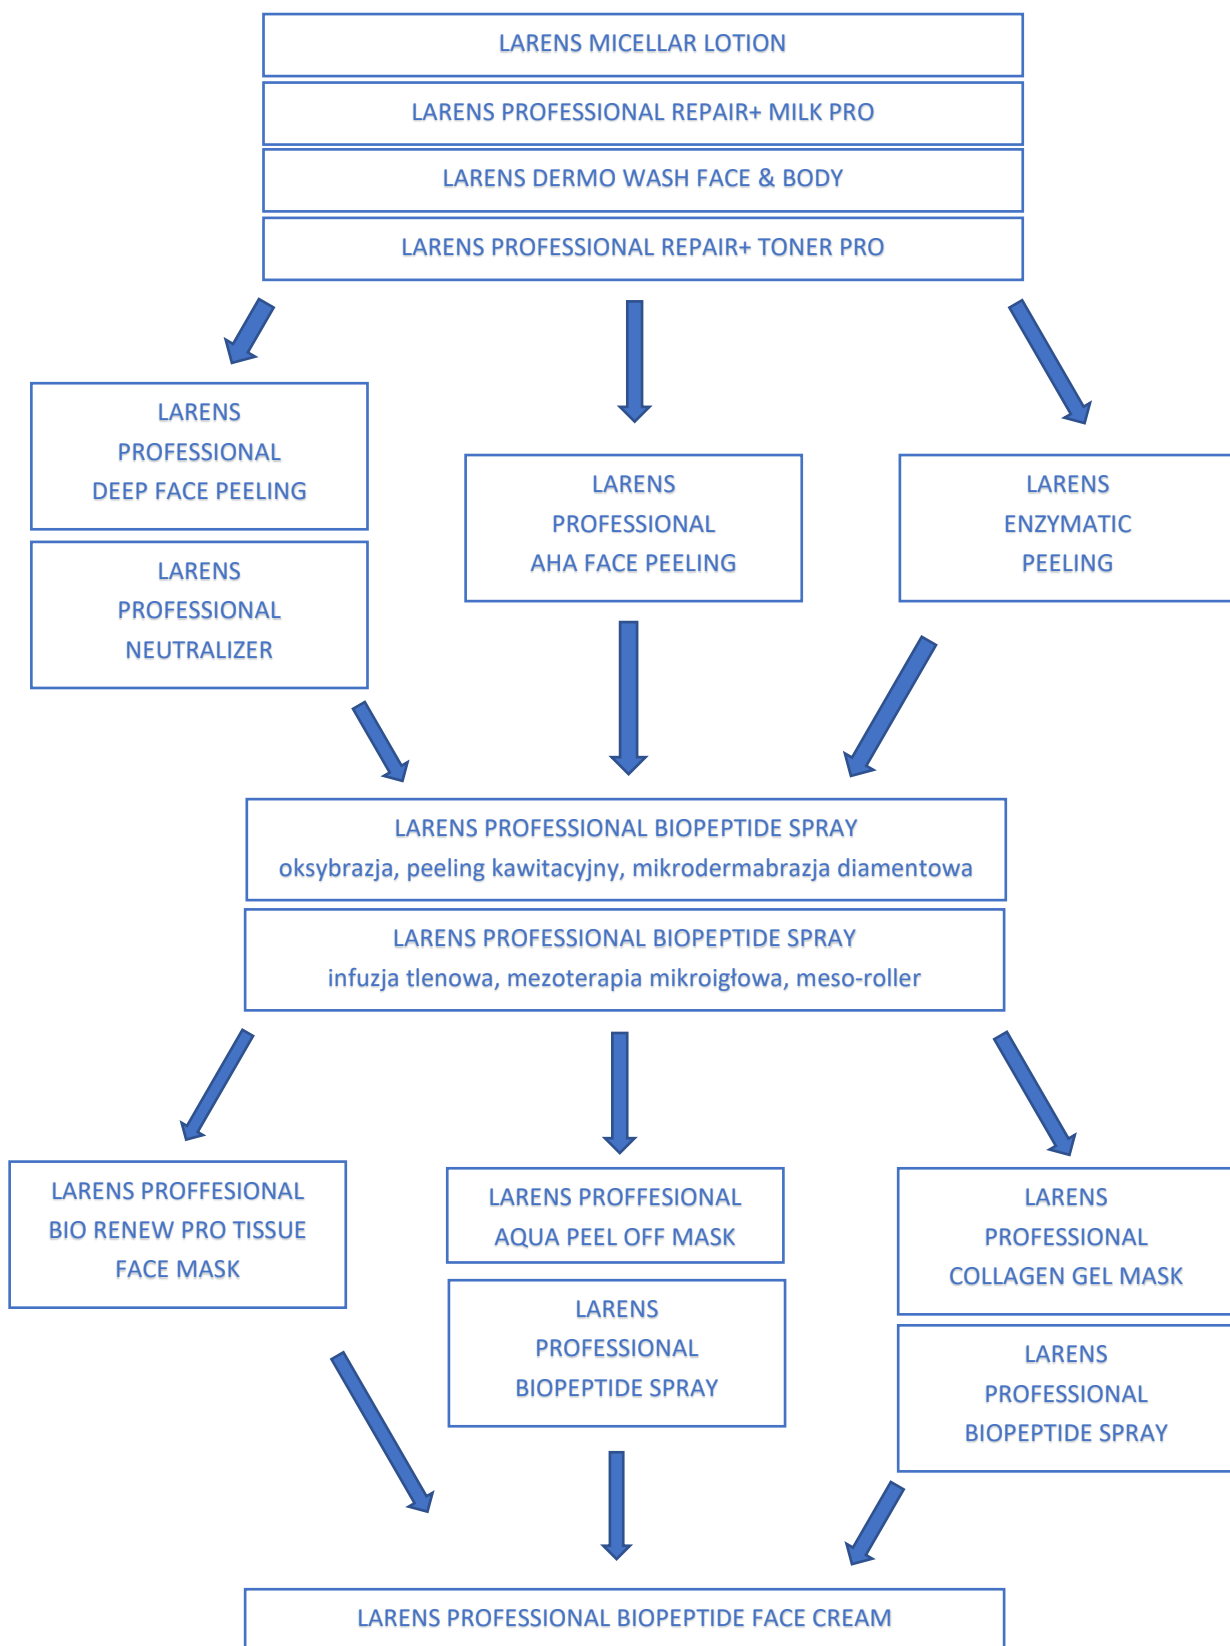 LARENS MICELLAR LOTION
LARENS PROFESSIONAL REPAIR+ MILK PRO
LARENS DERMO WASH FACE & BODY
LARENS PROFESSIONAL REPAIR+ TONER PRO
LARENS
PROFESSIONAL
DEEP FACE PEELING
LARENS
PROFESSIONAL
NEUTRALIZER
LARENS
PROFESSIONAL
AHA FACE PEELING
LARENS
ENZYMATIC
PEELING
LARENS PROFESSIONAL BIOPEPTIDE SPRAY
oksybrazja, peeling kawitacyjny, mikrodermabrazja diamentowa
LARENS PROFESSIONAL BIOPEPTIDE SPRAY
infuzja tlenowa, mezoterapia mikroigłowa, meso-roller
LARENS PROFFESIONAL
BIO RENEW PRO TISSUE
FACE MASK
LARENS PROFFESIONAL
AQUA PEEL OFF MASK
LARENS
PROFESSIONAL
BIOPEPTIDE SPRAY
LARENS
PROFESSIONAL
COLLAGEN GEL MASK
LARENS
PROFESSIONAL
BIOPEPTIDE SPRAY
LARENS PROFESSIONAL BIOPEPTIDE FACE CREAM